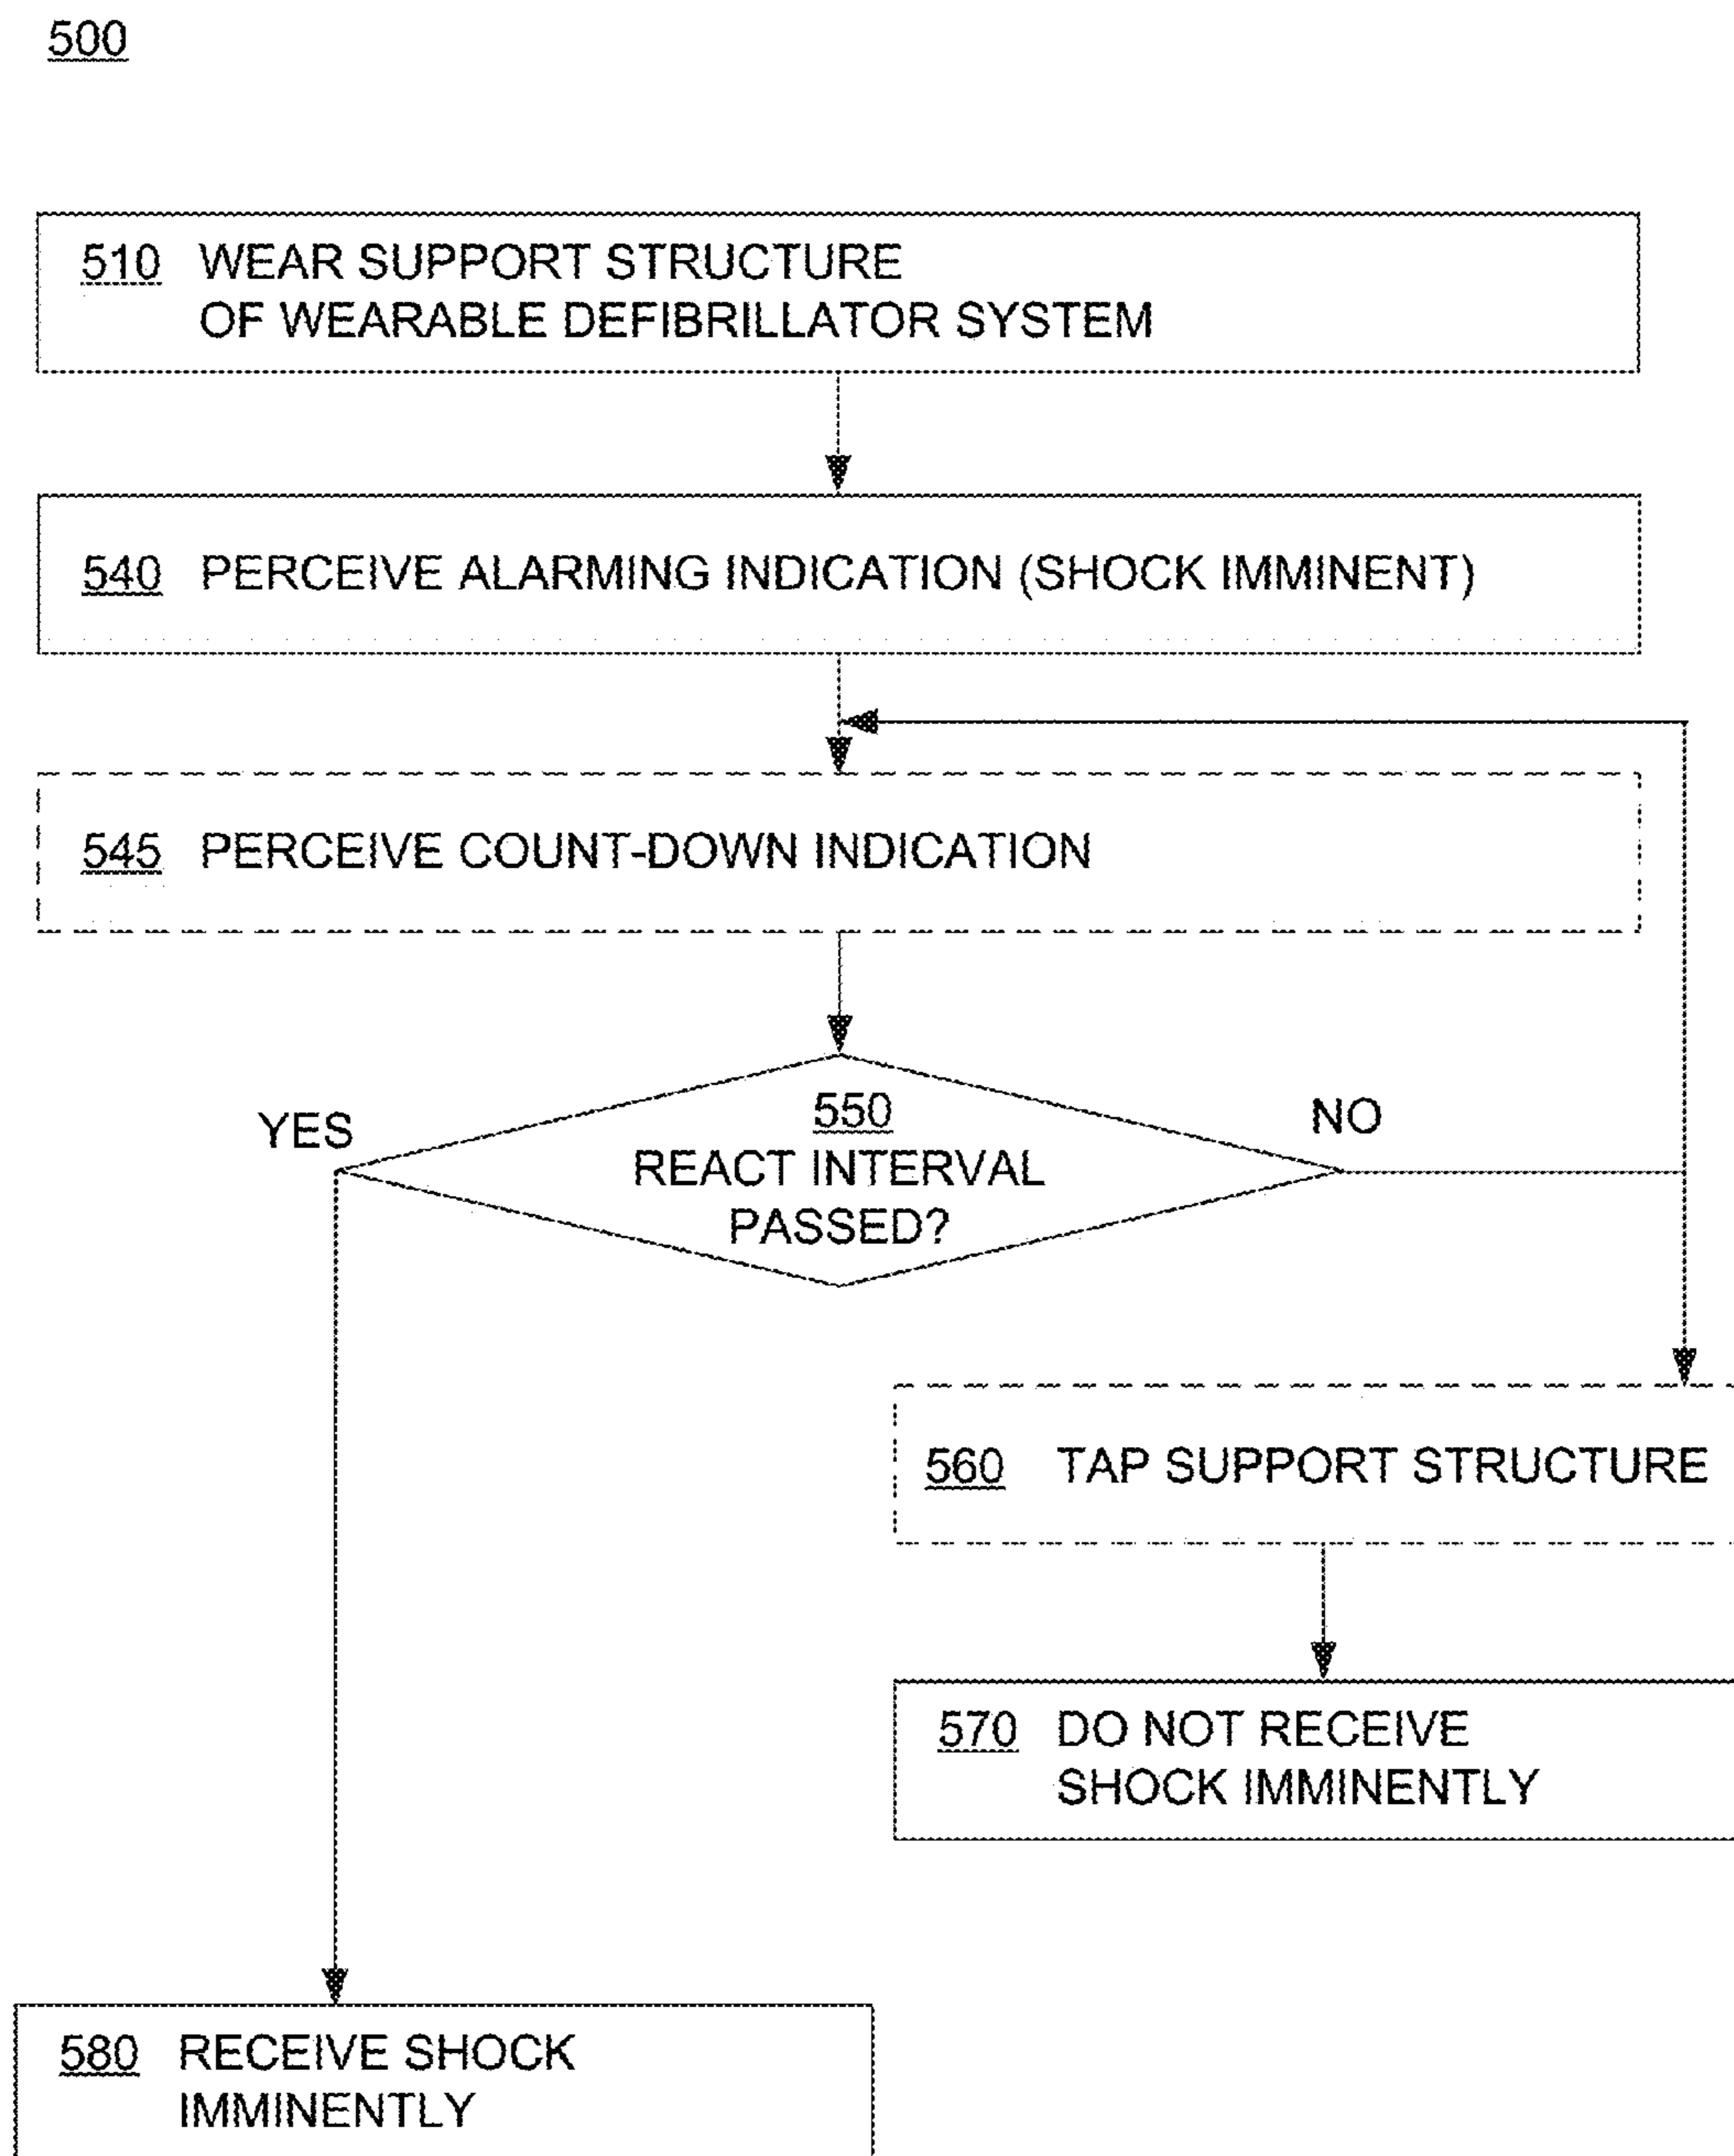 500
510 WEAR SUPPORT STRUCTURE
OF WEARABLE DEFIBRILLATOR SYSTEM
540 PERCEIVE ALARMING INDICATION (SHOCK IMMINENT)
545 PERCEIVE COUNT-DOWN INDICATION
YES
550
NO
REACT INTERVAL
PASSED?
560 TAP SUPPORT STRUCTURE
570 DO NOT RECEIVE
SHOCK IMMINENTLY
580 RECEIVE SHOCK
IMMINENTLY